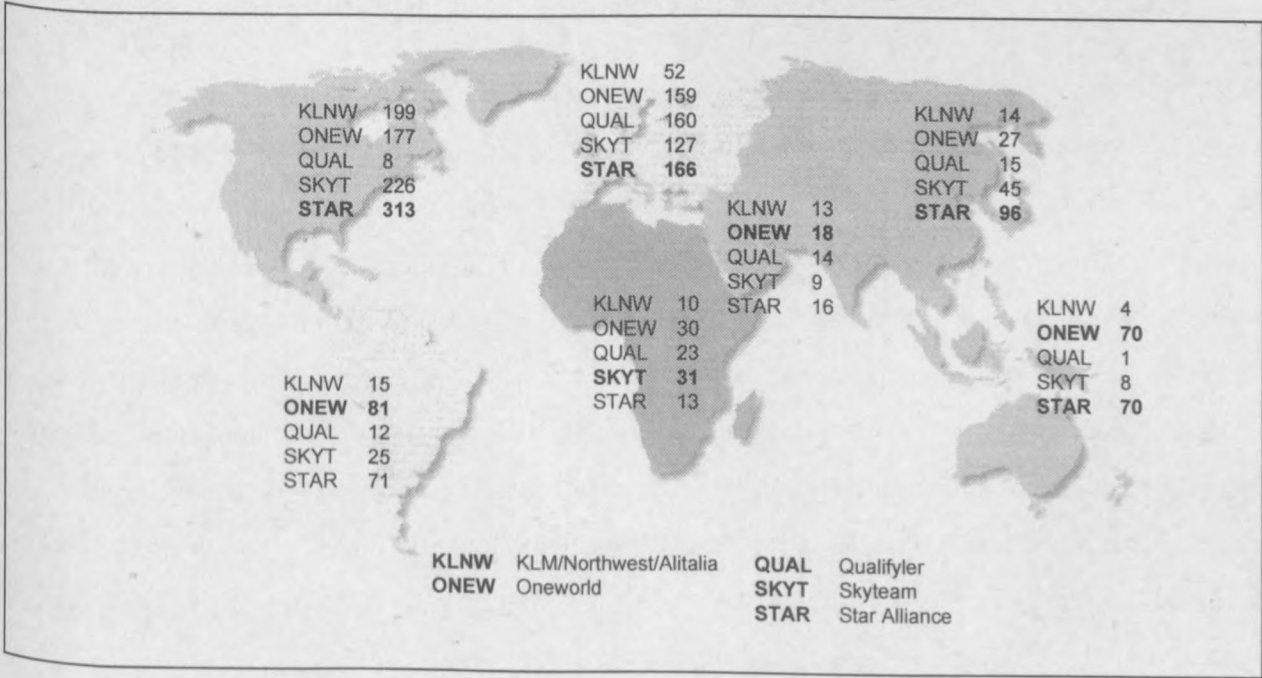 KLNW 199
ONEW 177
QUAL 8
SKYT 226
STAR 313
KLNW 52
ONEW 159
QUAL 160
SKYT 127
STAR 166
KLNW 14
ONEW 27
QUAL 15
SKYT 45
STAR 96
KLNW 13
ONEW 18
QUAL 14
SKYT 9
STAR 16
KLNW 10
ONEW 30
QUAL 23
SKYT 31
STAR 13
KLNW 4
ONEW 70
QUAL 1
SKYT 8
STAR 70
KLNW 15
ONEW 81
QUAL 12
SKYT 25
STAR 71
KLNW KLM/Northwest/Alitalia
ONEW Oneworld
QUAL Qualifyler
SKYT Skyteam
STAR Star Alliance